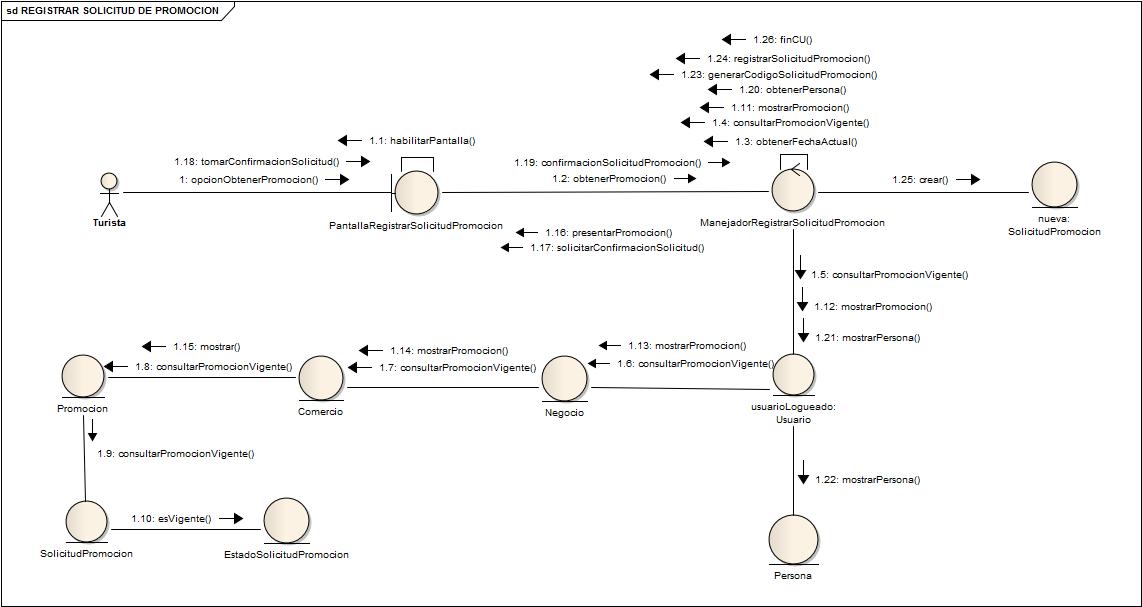 sd REGISTRAR SOLICITUD DE PROMOCION
1.26: finCU()
1.24: registrarSolicitudPromocion()
1.23: generarCodigoSolicitudPromocion()
1.20: obtenerPersona()
1.11: mostrarPromocion()
1.4: consultarPromocionVigente()
1.3: obtenerFechaActual()
1.1: habilitarPantalla()
1.18: tomarConfirmacionSolicitud()
1: opcionObtenerPromocion()
1.19: confirmacionSolicitudPromocion()
1.2: obtenerPromocion()
1.25: crear()
Turista
PantallaRegistrarSolicitudPromocion
ManejadorRegistrarSolicitudPromocion
nueva:
SolicitudPromocion
1.16: presentarPromocion()
1.17: solicitarConfirmacionSolicitud()
1.5: consultarPromocionVigente()
1.12: mostrarPromocion()
1.21: mostrarPersona()
1.15: mostrar()
1.8: consultarPromocionVigente()
1.14: mostrarPromocion()
1.7: consultarPromocionVigente()
1.13: mostrarPromocion()
1.6: consultarPromocionVigente()
Promocion
Comercio
Negocio
usuarioLogueado:
Usuario
1.9: consultarPromocionVigente()
1.22: mostrarPersona()
1.10: esVigente()
SolicitudPromocion
EstadoSolicitudPromocion
Persona